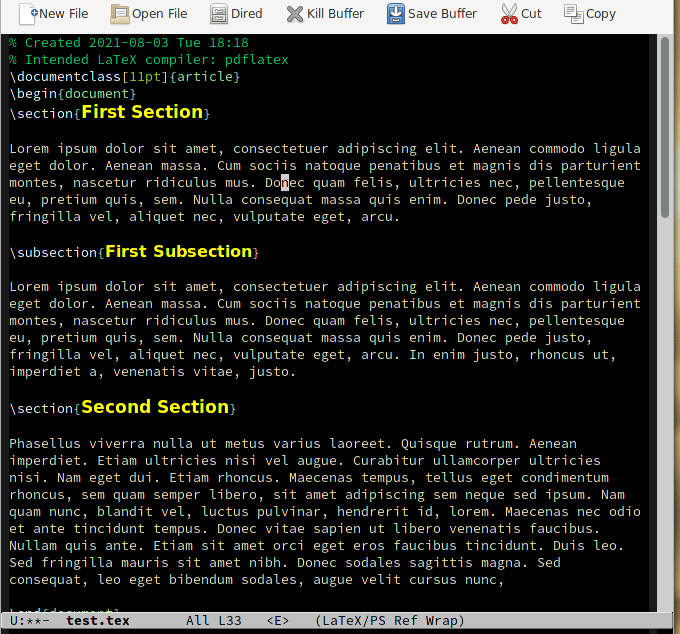 New File Open File Dired Kill Buffer Save Buffer Cut Copy
% Created 2021-08-03 Tue 18:18
% Intended LaTeX compiler: pdflatex
\documentclass[11pt]{article}
\begin{document}
\section{First Section}
Lorem ipsum dolor sit amet, consectetuer adipiscing elit. Aenean commodo ligula
eget dolor. Aenean massa. Cum sociis natoque penatibus et magnis dis parturient
montes, nascetur ridiculus mus. Donec quam felis, ultricies nec, pellentesque
eu, pretium quis, sem. Nulla consequat massa quis enim. Donec pede justo,
fringilla vel, aliquet nec, vulputate eget, arcu.
\subsection{First Subsection}
Lorem ipsum dolor sit amet, consectetuer adipiscing elit. Aenean commodo ligula
eget dolor. Aenean massa. Cum sociis natoque penatibus et magnis dis parturient
montes, nascetur ridiculus mus. Donec quam felis, ultricies nec, pellentesque
eu, pretium quis, sem. Nulla consequat massa quis enim. Donec pede justo,
fringilla vel, aliquet nec, vulputate eget, arcu. In enim justo, rhoncus ut,
imperdiet a, venenatis vitae, justo.
\section{Second Section}
Phasellus viverra nulla ut metus varius laoreet. Quisque rutrum. Aenean
imperdiet. Etiam ultricies nisi vel augue. Curabitur ullamcorper ultricies
nisi. Nam eget dui. Etiam rhoncus. Maecenas tempus, tellus eget condimentum
rhoncus, sem quam semper libero, sit amet adipiscing sem neque sed ipsum. Nam
quam nunc, blandit vel, luctus pulvinar, hendrerit id, lorem. Maecenas nec odio
et ante tincidunt tempus. Donec vitae sapien ut libero venenatis faucibus.
Nullam quis ante. Etiam sit amet orci eget eros faucibus tincidunt. Duis leo.
Sed fringilla mauris sit amet nibh. Donec sodales sagittis magna. Sed
consequat, leo eget bibendum sodales, augue velit cursus nunc,
\end{document}
U:**- test.tex All L33 <E> (LaTeX/PS Ref Wrap)